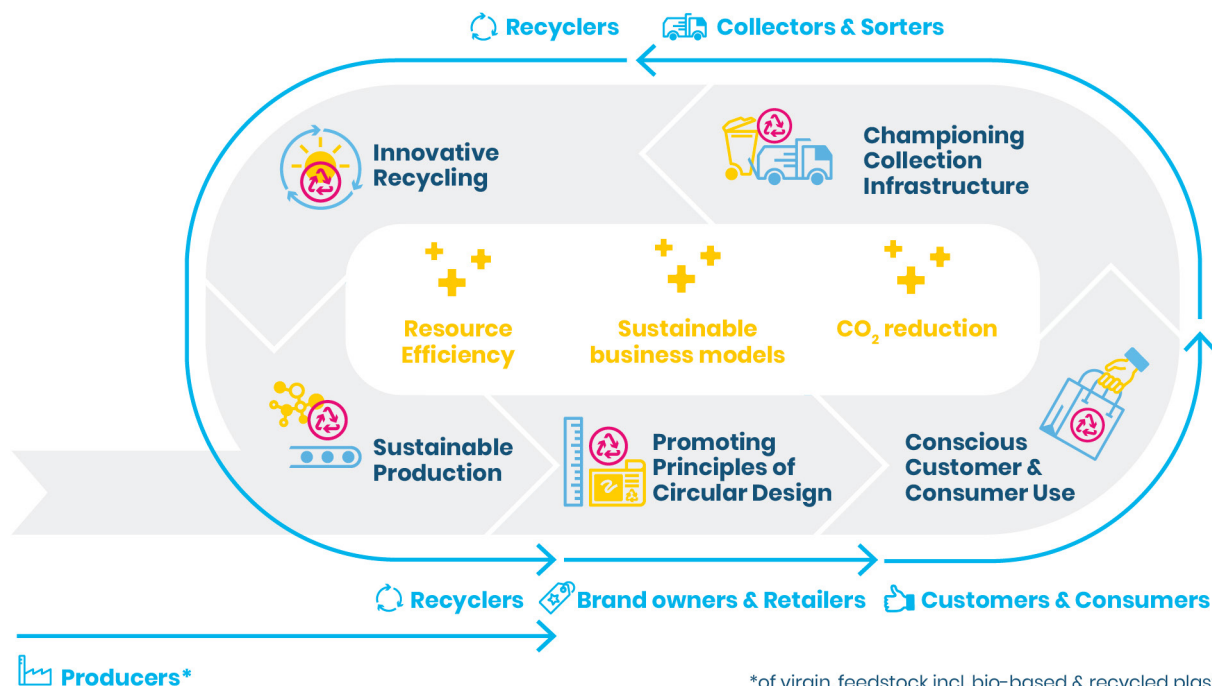 Recyclers
Collectors & Sorters
Innovative
Recycling
Championing
Collection
Infrastructure
Resource
Efficiency
Sustainable
business models
CO₂ reduction
Sustainable
Production
Promoting
Principles of
Circular Design
Conscious
Customer &
Consumer Use
Recyclers
Brand owners & Retailers
Customers & Consumers
Producers*
*of virgin, feedstock incl. bio-based & recycled